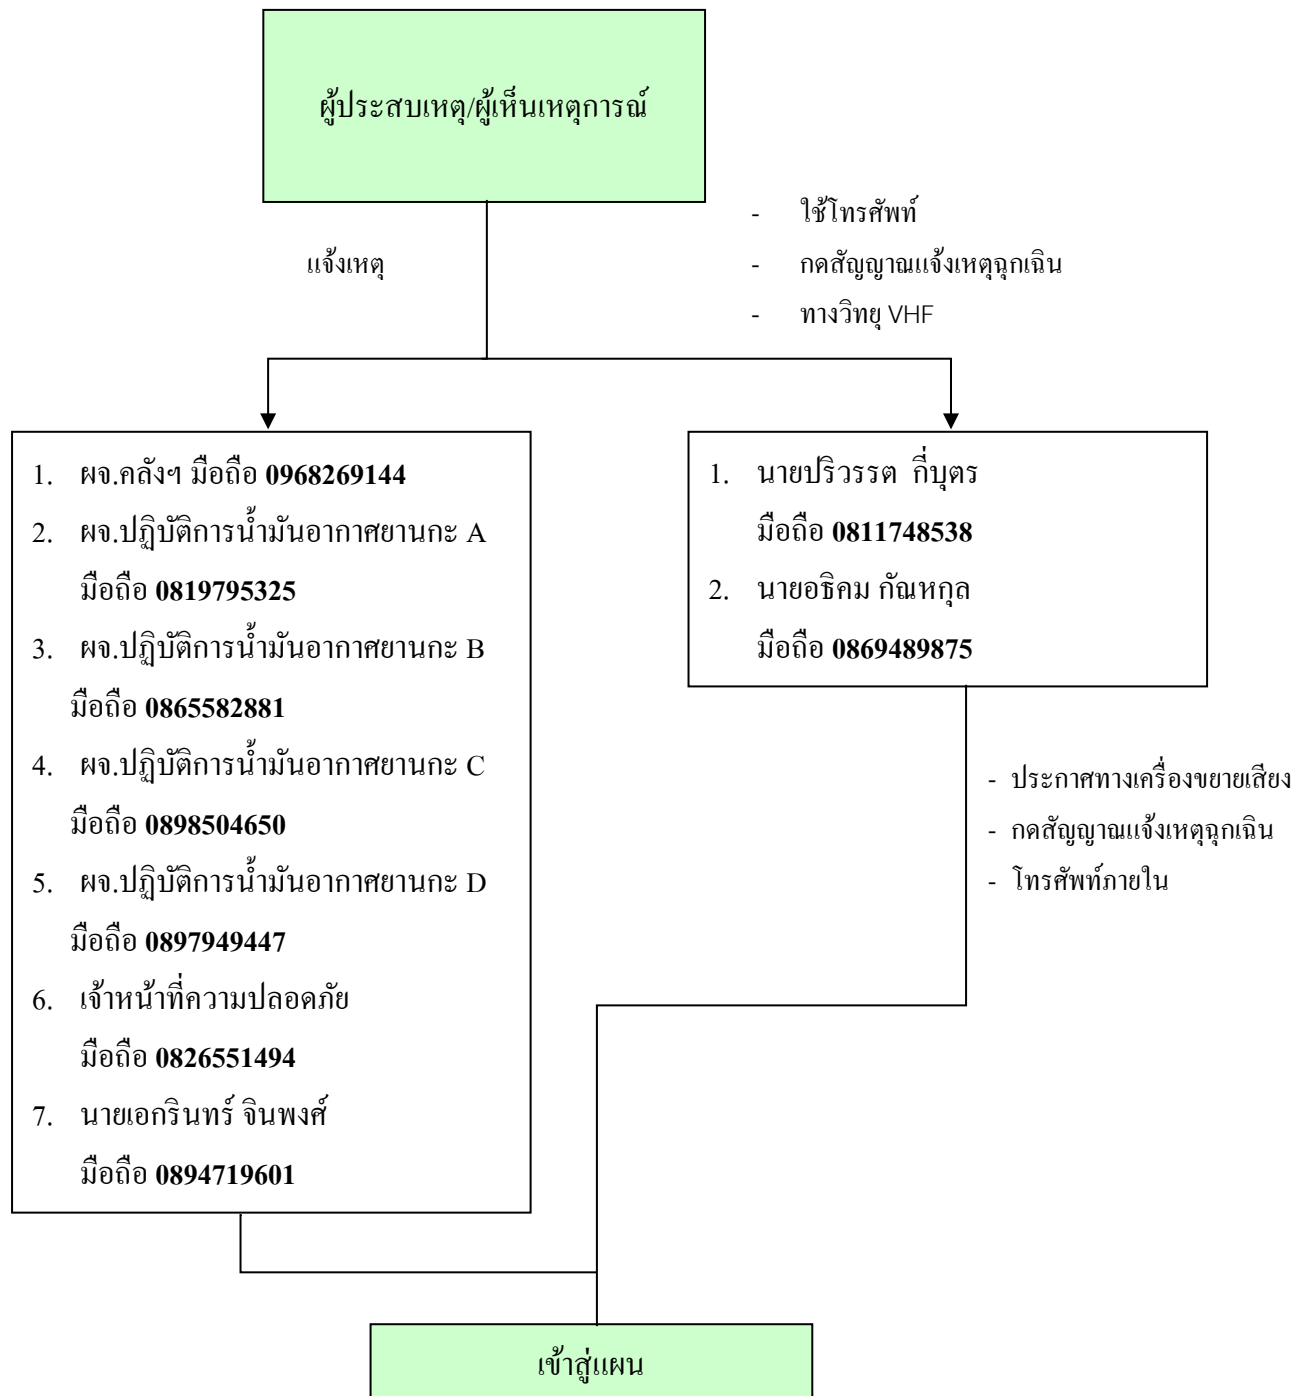 ผู้ประสบเหตุ/ผู้เห็นเหตุการณ์
แจ้งเหตุ
- ใช้โทรศัพท์
- กดสัญญาณแจ้งเหตุฉุกเฉิน
- ทางวิทยุ VHF
1. ผจ.คลังฯ มือถือ 0968269144
2. ผจ.ปฏิบัติการน้ำมันอากาศยานกะ A
มือถือ 0819795325
3. ผจ.ปฏิบัติการน้ำมันอากาศยานกะ B
มือถือ 0865582881
4. ผจ.ปฏิบัติการน้ำมันอากาศยานกะ C
มือถือ 0898504650
5. ผจ.ปฏิบัติการน้ำมันอากาศยานกะ D
มือถือ 0897949447
6. เจ้าหน้าที่ความปลอดภัย
มือถือ 0826551494
7. นายเอกรินทร์ จินพงศ์
มือถือ 0894719601
1. นายปริวรรต กี่บุตร
มือถือ 0811748538
2. นายอธิคม กัณหกุล
มือถือ 0869489875
- ประกาศทางเครื่องขยายเสียง
- กดสัญญาณแจ้งเหตุฉุกเฉิน
- โทรศัพท์ภายใน
เข้าสู่แผน